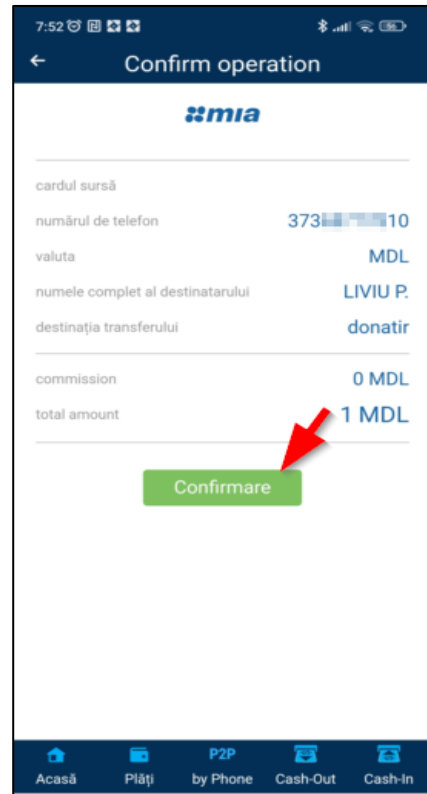 7:52
Confirm operation
mia
cardul sursă
numărul de telefon 373 10
valuta MDL
numele complet al destinatarului LIVIU P.
destinația transferului donatir
commission 0 MDL
total amount 1 MDL
Confirmare
P2P
Acasă Plăți by Phone Cash-Out Cash-In